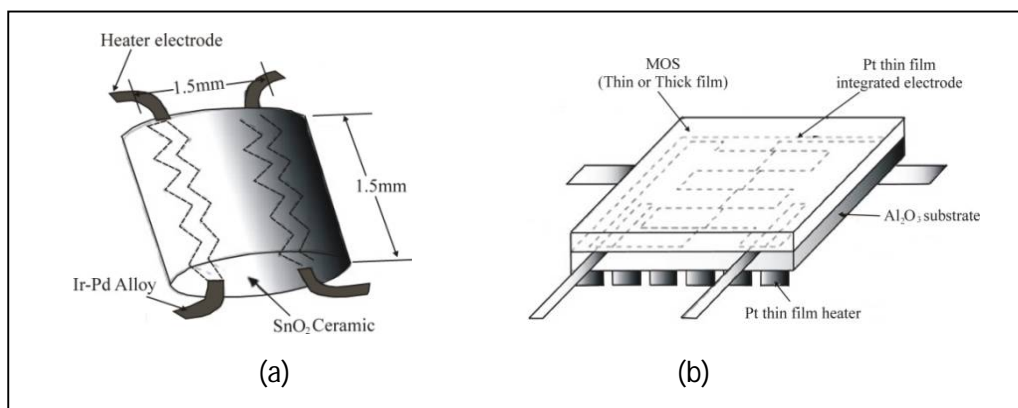 Heater electrode
1.5mm
1.5mm
Ir-Pd Alloy
SnO₂ Ceramic
(a)
MOS
(Thin or Thick film)
Pt thin film
integrated electrode
Al₂O₃ substrate
Pt thin film heater
(b)